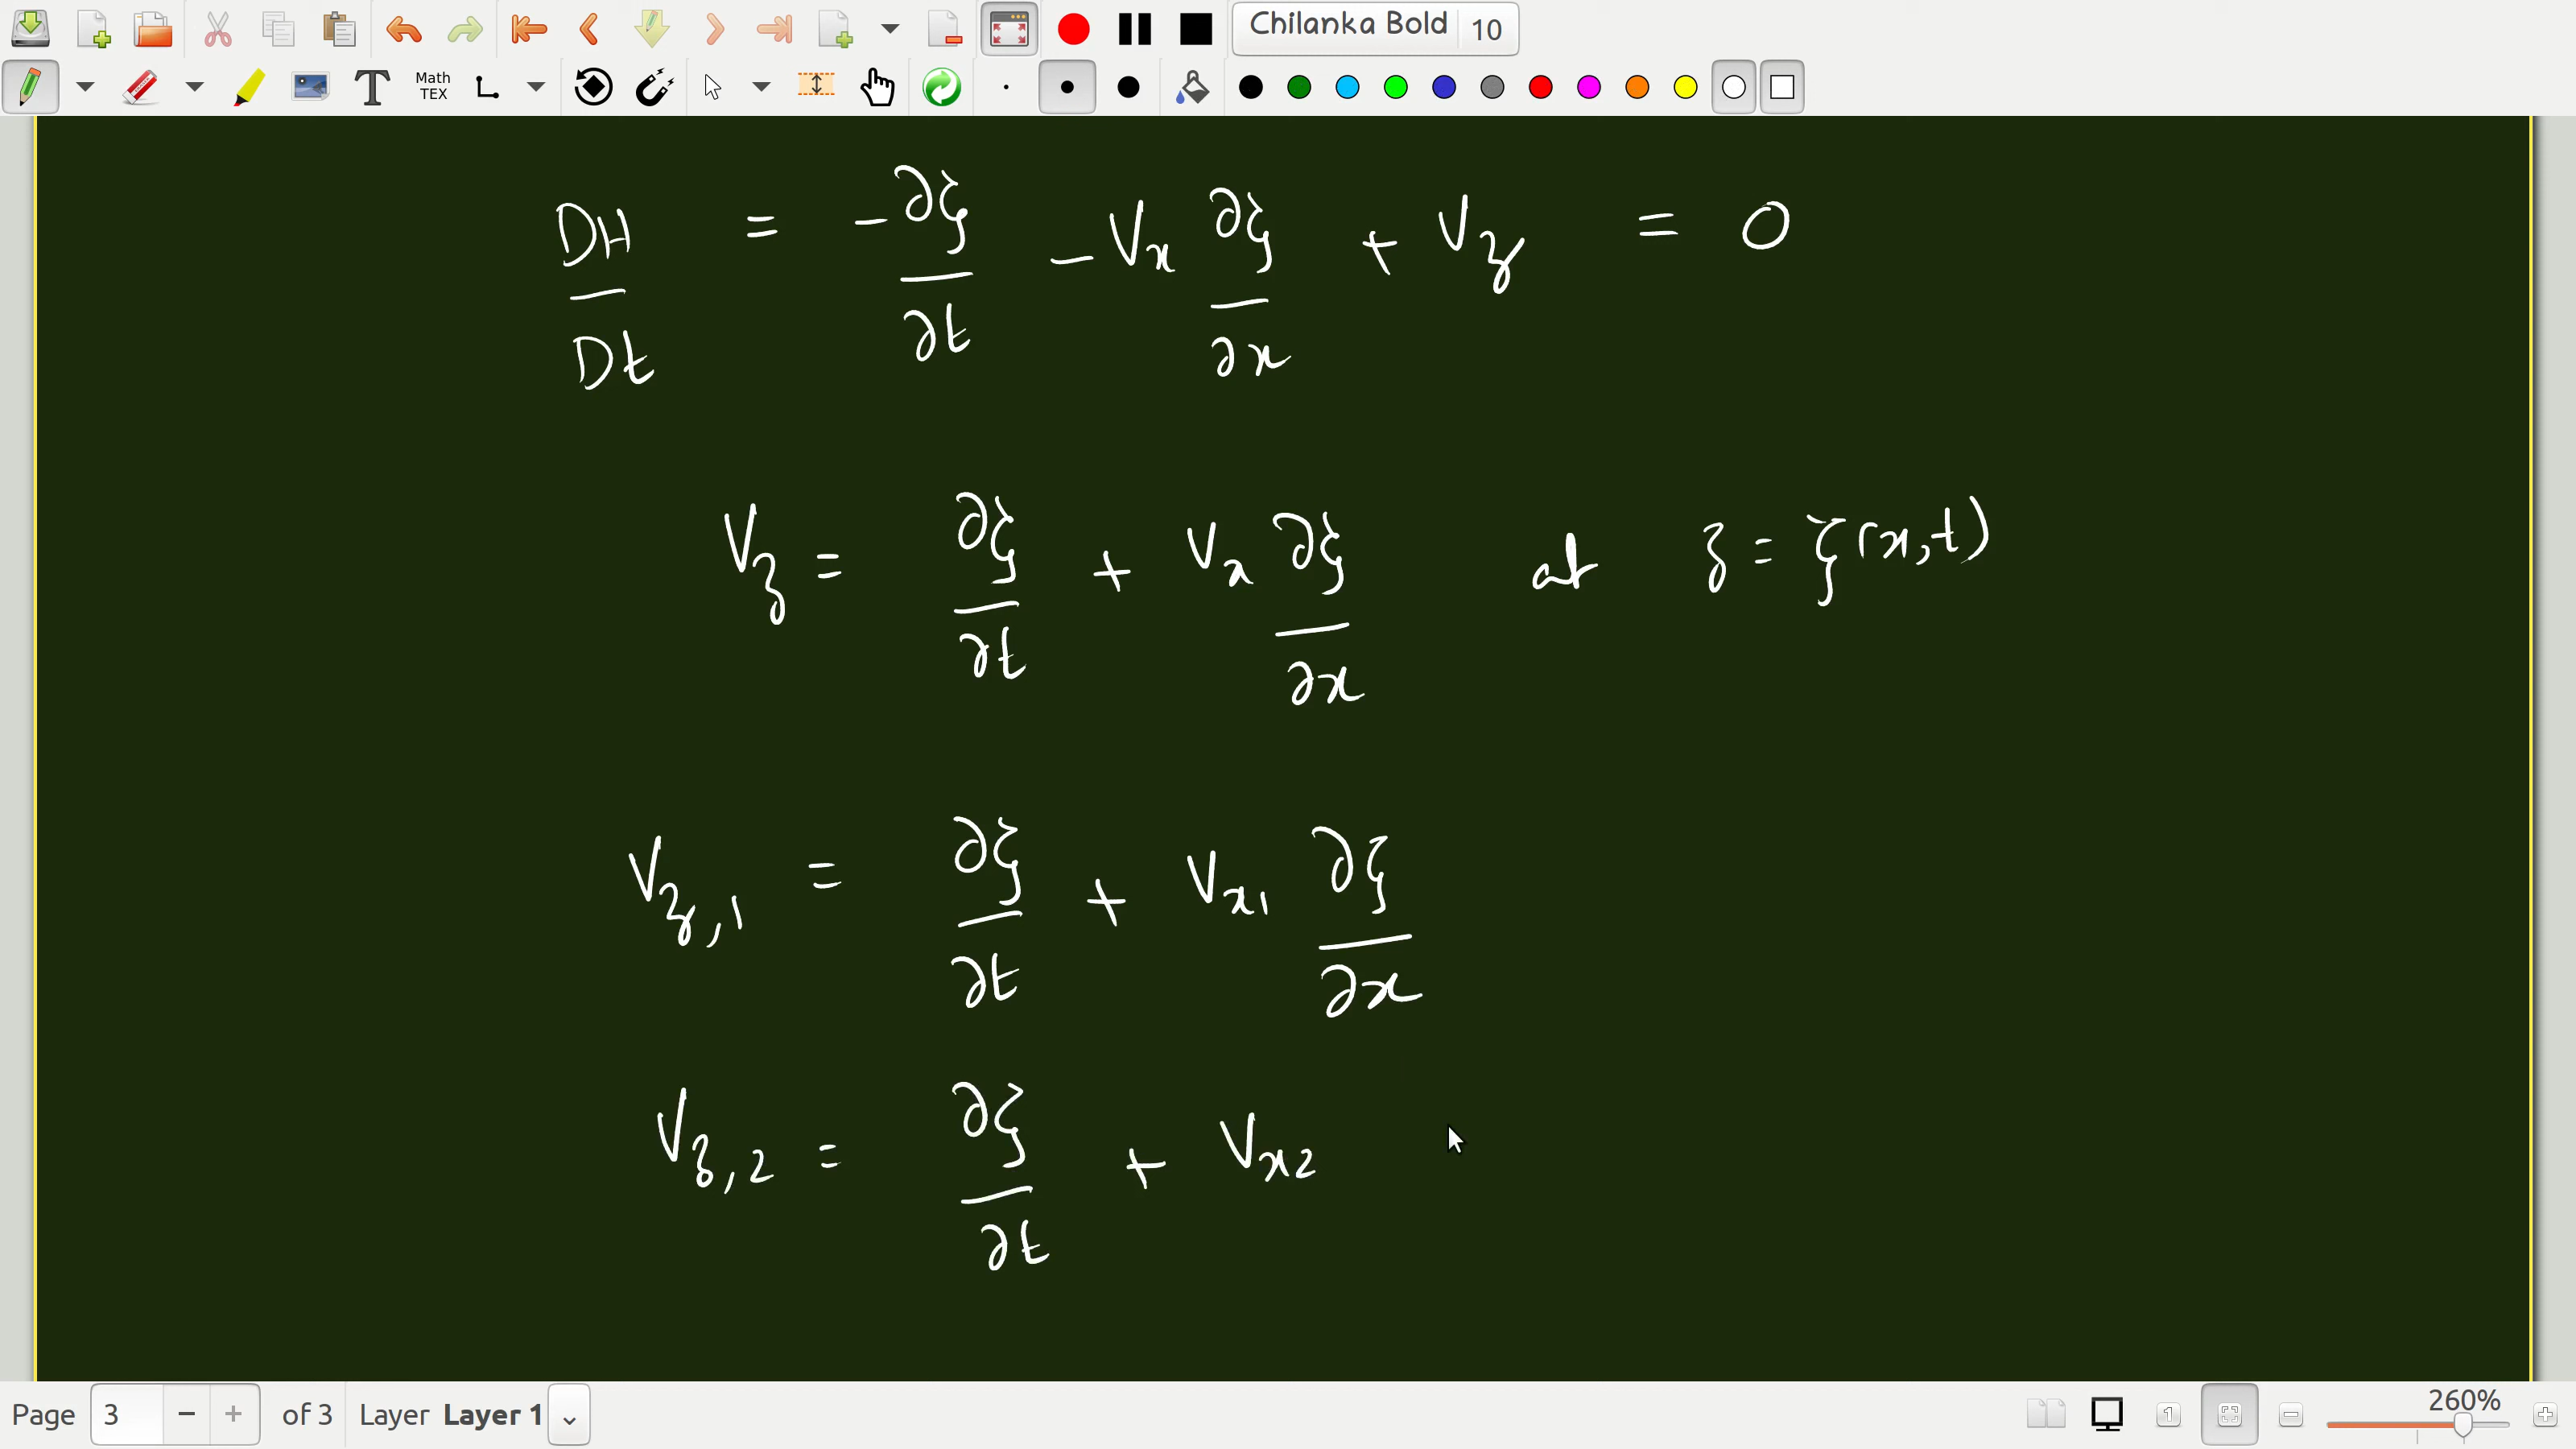 Chilanka Bold 10
Math TEX
DH/Dt = -∂ζ/∂t - Vx ∂ζ/∂x + Vz = 0
Vz = ∂ζ/∂t + Vx ∂ζ/∂x at z = ζ(x,t)
Vz,1 = ∂ζ/∂t + Vx1 ∂ζ/∂x
Vz,2 = ∂ζ/∂t + Vx2
260%
Page 3 of 3 Layer Layer 1 1